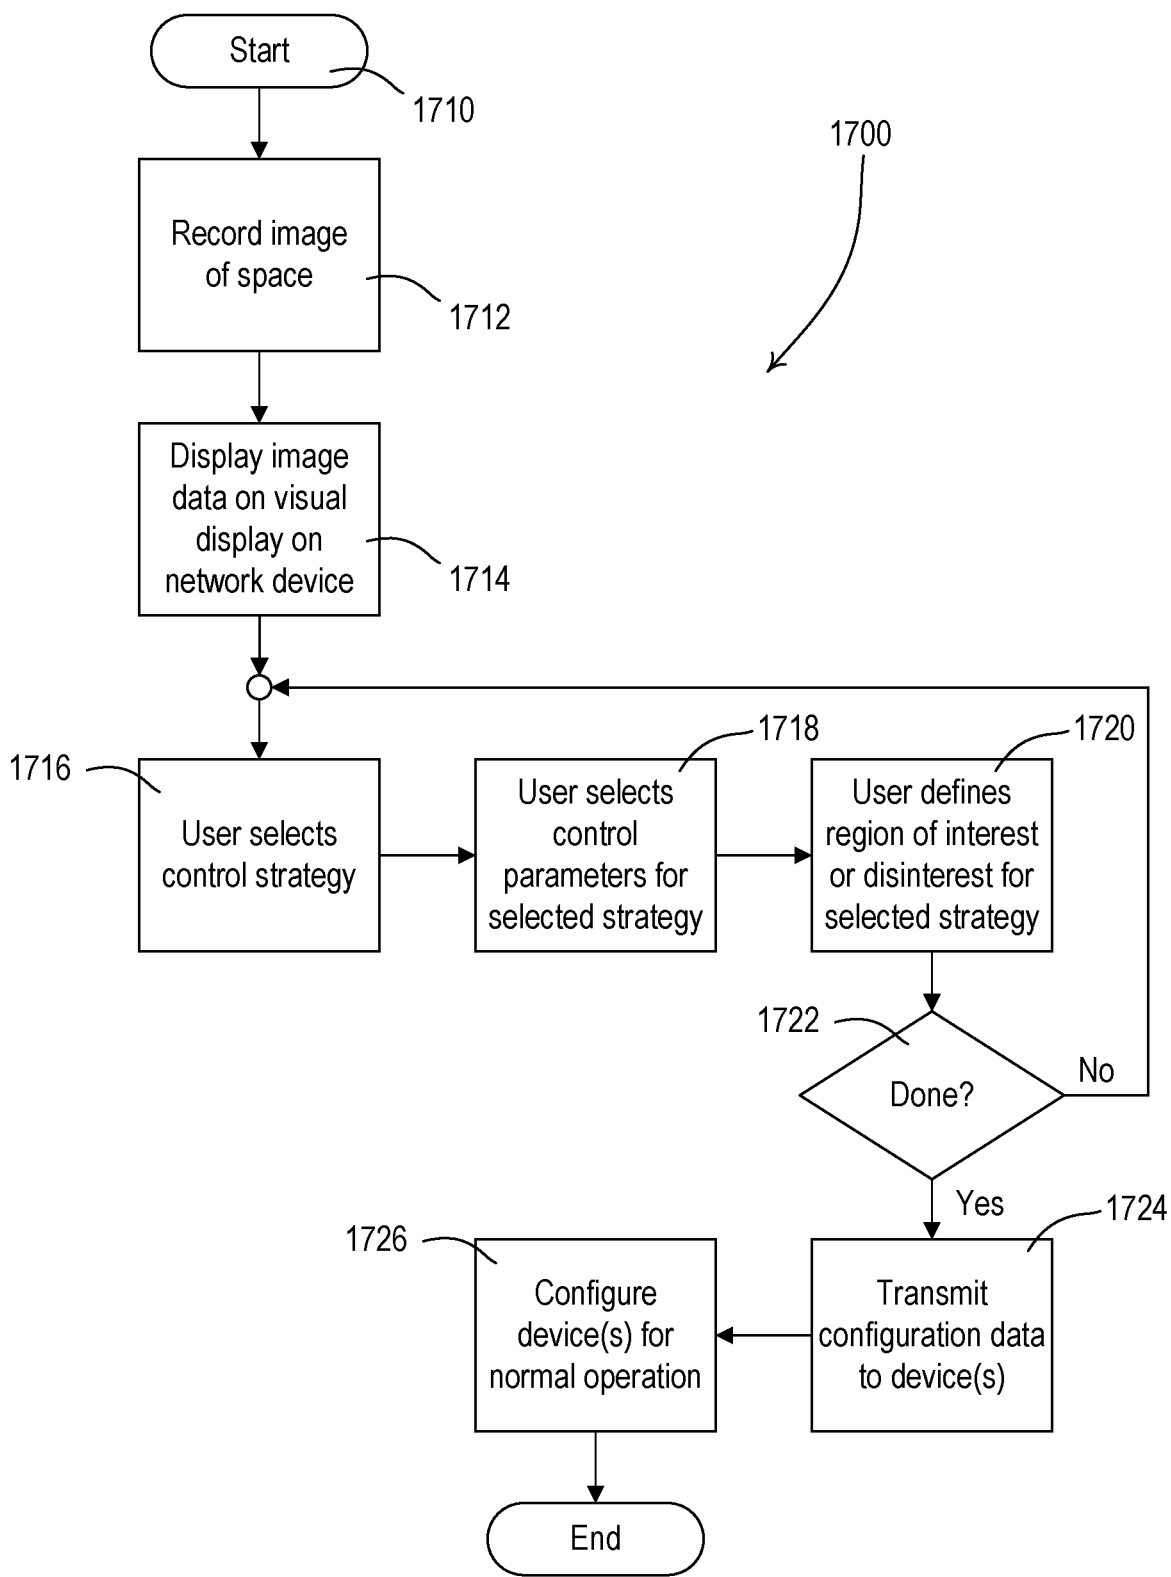 Start
1710
1700
Record image
of space
1712
Display image
data on visual
display on
network device
1714
1716
User selects
control strategy
1718
User selects
control
parameters for
selected strategy
1720
User defines
region of interest
or disinterest for
selected strategy
1722
Done?
No
Yes
1724
Transmit
configuration data
to device(s)
1726
Configure
device(s) for
normal operation
End